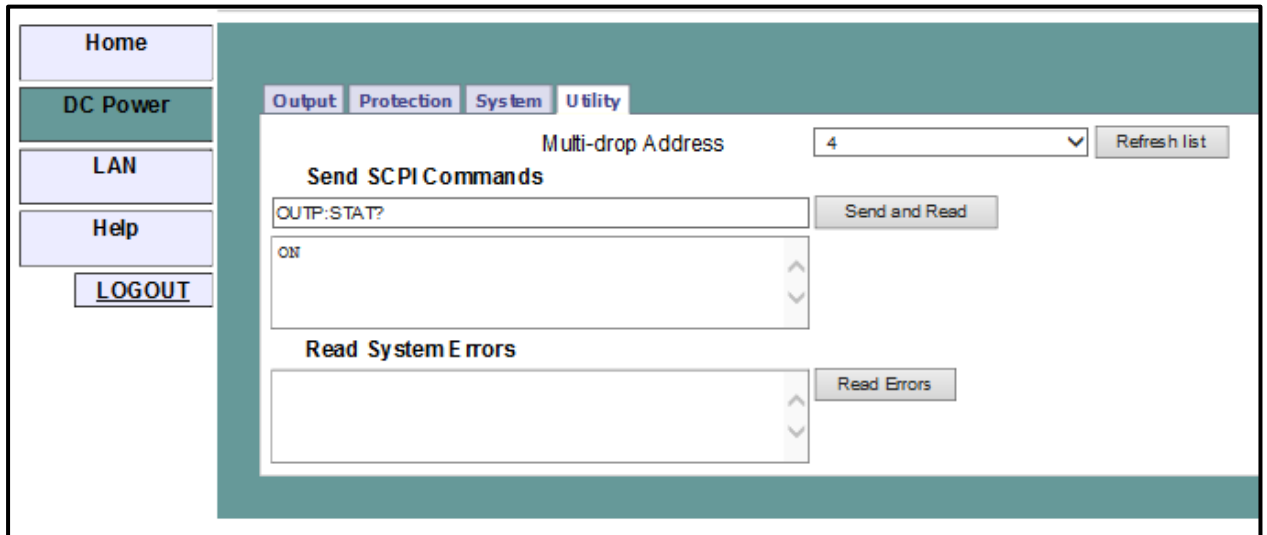 Home
DC Power
LAN
Help
LOGOUT
Output Protection System Utility
Multi-drop Address 4 Refresh list
Send SCPI Commands
OUTP:STAT? Send and Read
ON
Read System Errors
Read Errors